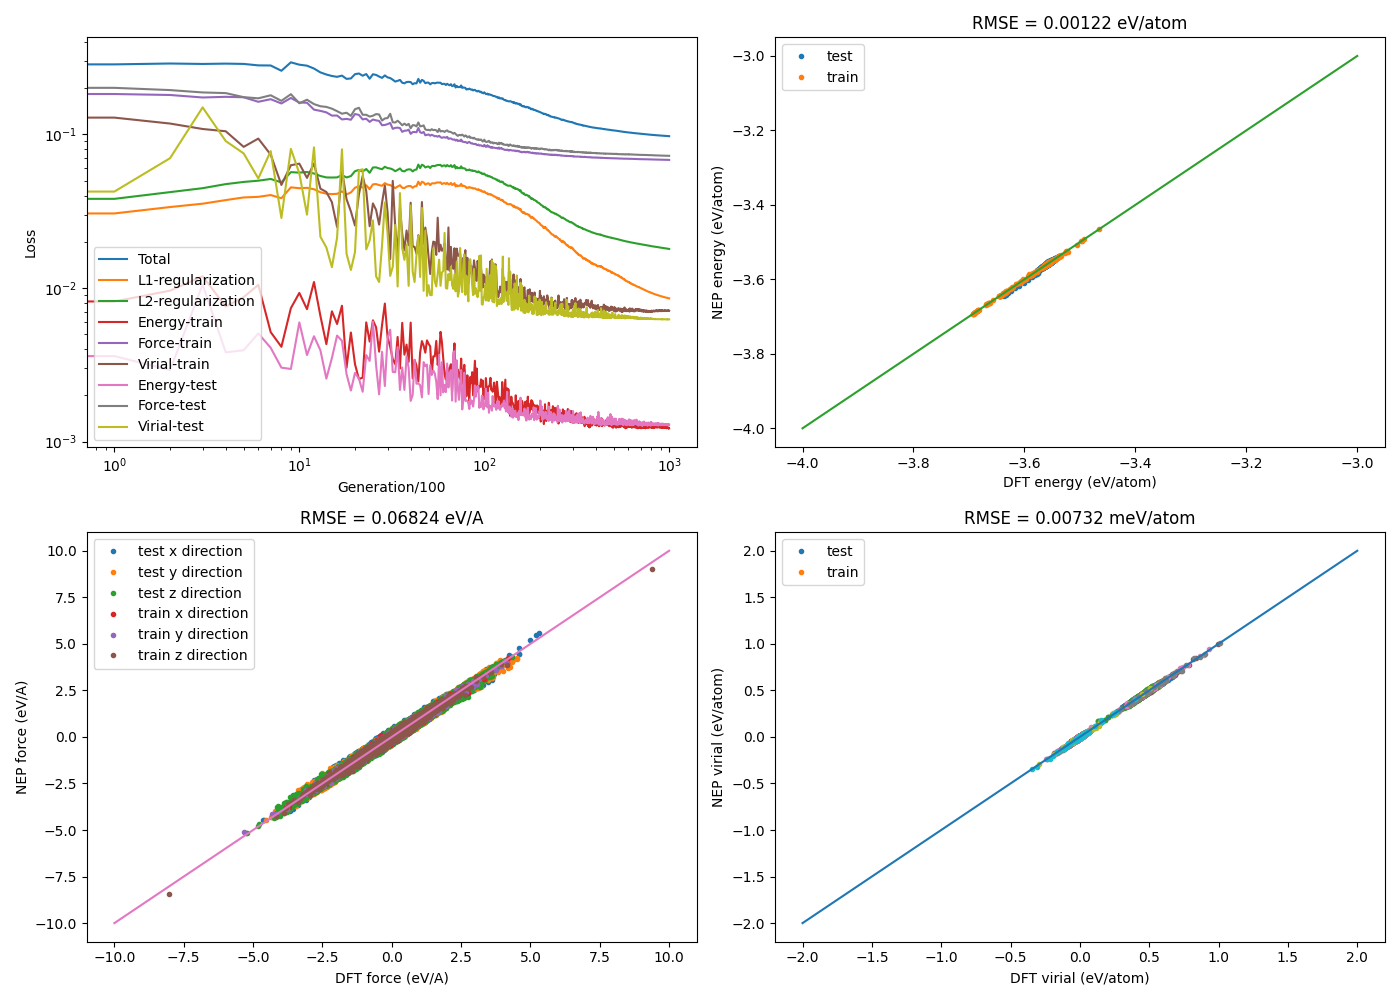 Loss
10⁻¹
10⁻²
10⁻³
Total
L1-regularization
L2-regularization
Energy-train
Force-train
Virial-train
Energy-test
Force-test
Virial-test
10⁰ 10¹ 10² 10³
Generation/100
RMSE = 0.00122 eV/atom
NEP energy (eV/atom)
test
train
−3.0
−3.2
−3.4
−3.6
−3.8
−4.0
−4.0 −3.8 −3.6 −3.4 −3.2 −3.0
DFT energy (eV/atom)
RMSE = 0.06824 eV/A
NEP force (eV/A)
test x direction
test y direction
test z direction
train x direction
train y direction
train z direction
10.0
7.5
5.0
2.5
0.0
−2.5
−5.0
−7.5
−10.0
−10.0 −7.5 −5.0 −2.5 0.0 2.5 5.0 7.5 10.0
DFT force (eV/A)
RMSE = 0.00732 meV/atom
NEP virial (eV/atom)
test
train
2.0
1.5
1.0
0.5
0.0
−0.5
−1.0
−1.5
−2.0
−2.0 −1.5 −1.0 −0.5 0.0 0.5 1.0 1.5 2.0
DFT virial (eV/atom)